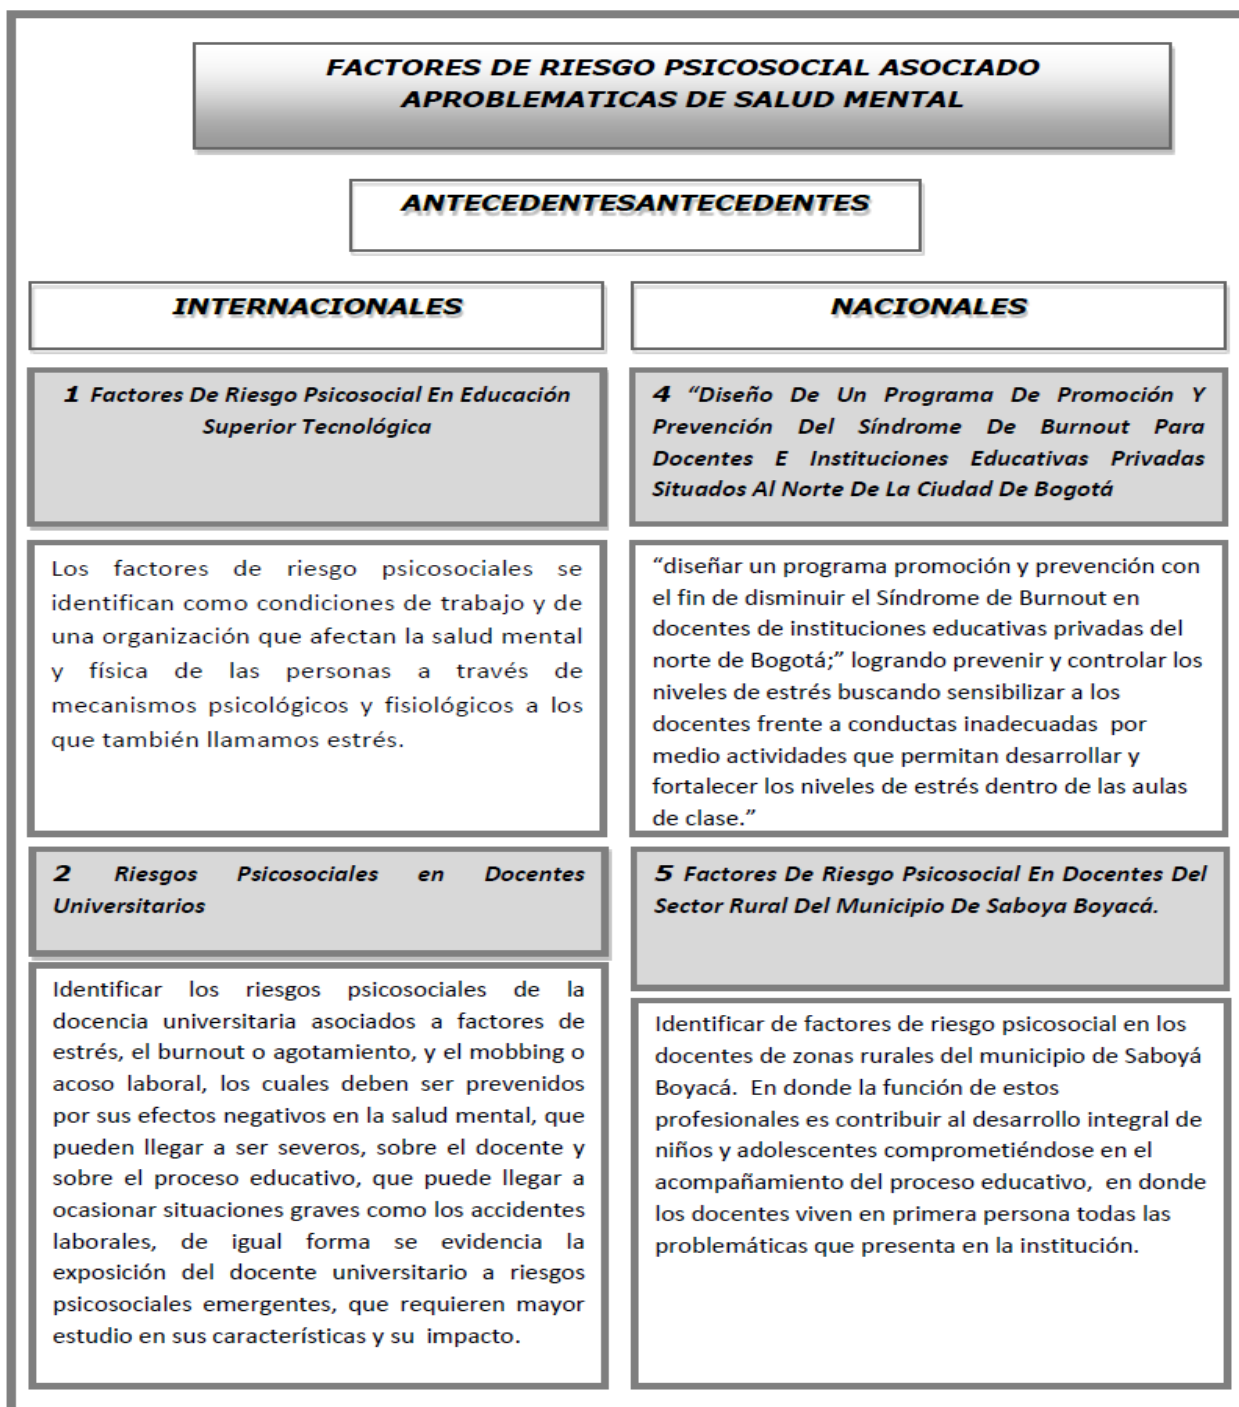 FACTORES DE RIESGO PSICOSOCIAL ASOCIADO
APROBLEMATICAS DE SALUD MENTAL
ANTECEDENTESANTECEDENTES
INTERNACIONALES
1 Factores De Riesgo Psicosocial En Educación
Superior Tecnológica
Los factores de riesgo psicosociales se
identifican como condiciones de trabajo y de
una organización que afectan la salud mental
y física de las personas a través de
mecanismos psicológicos y fisiológicos a los
que también llamamos estrés.
2 Riesgos Psicosociales en Docentes
Universitarios
Identificar los riesgos psicosociales de la
docencia universitaria asociados a factores de
estrés, el burnout o agotamiento, y el mobbing o
acoso laboral, los cuales deben ser prevenidos
por sus efectos negativos en la salud mental, que
pueden llegar a ser severos, sobre el docente y
sobre el proceso educativo, que puede llegar a
ocasionar situaciones graves como los accidentes
laborales, de igual forma se evidencia la
exposición del docente universitario a riesgos
psicosociales emergentes, que requieren mayor
estudio en sus características y su impacto.
NACIONALES
4 “Diseño De Un Programa De Promoción Y
Prevención Del Síndrome De Burnout Para
Docentes E Instituciones Educativas Privadas
Situados Al Norte De La Ciudad De Bogotá
“diseñar un programa promoción y prevención con
el fin de disminuir el Síndrome de Burnout en
docentes de instituciones educativas privadas del
norte de Bogotá;” logrando prevenir y controlar los
niveles de estrés buscando sensibilizar a los
docentes frente a conductas inadecuadas por
medio actividades que permitan desarrollar y
fortalecer los niveles de estrés dentro de las aulas
de clase.”
5 Factores De Riesgo Psicosocial En Docentes Del
Sector Rural Del Municipio De Saboya Boyacá.
Identificar de factores de riesgo psicosocial en los
docentes de zonas rurales del municipio de Saboyá
Boyacá. En donde la función de estos
profesionales es contribuir al desarrollo integral de
niños y adolescentes comprometiéndose en el
acompañamiento del proceso educativo, en donde
los docentes viven en primera persona todas las
problemáticas que presenta en la institución.